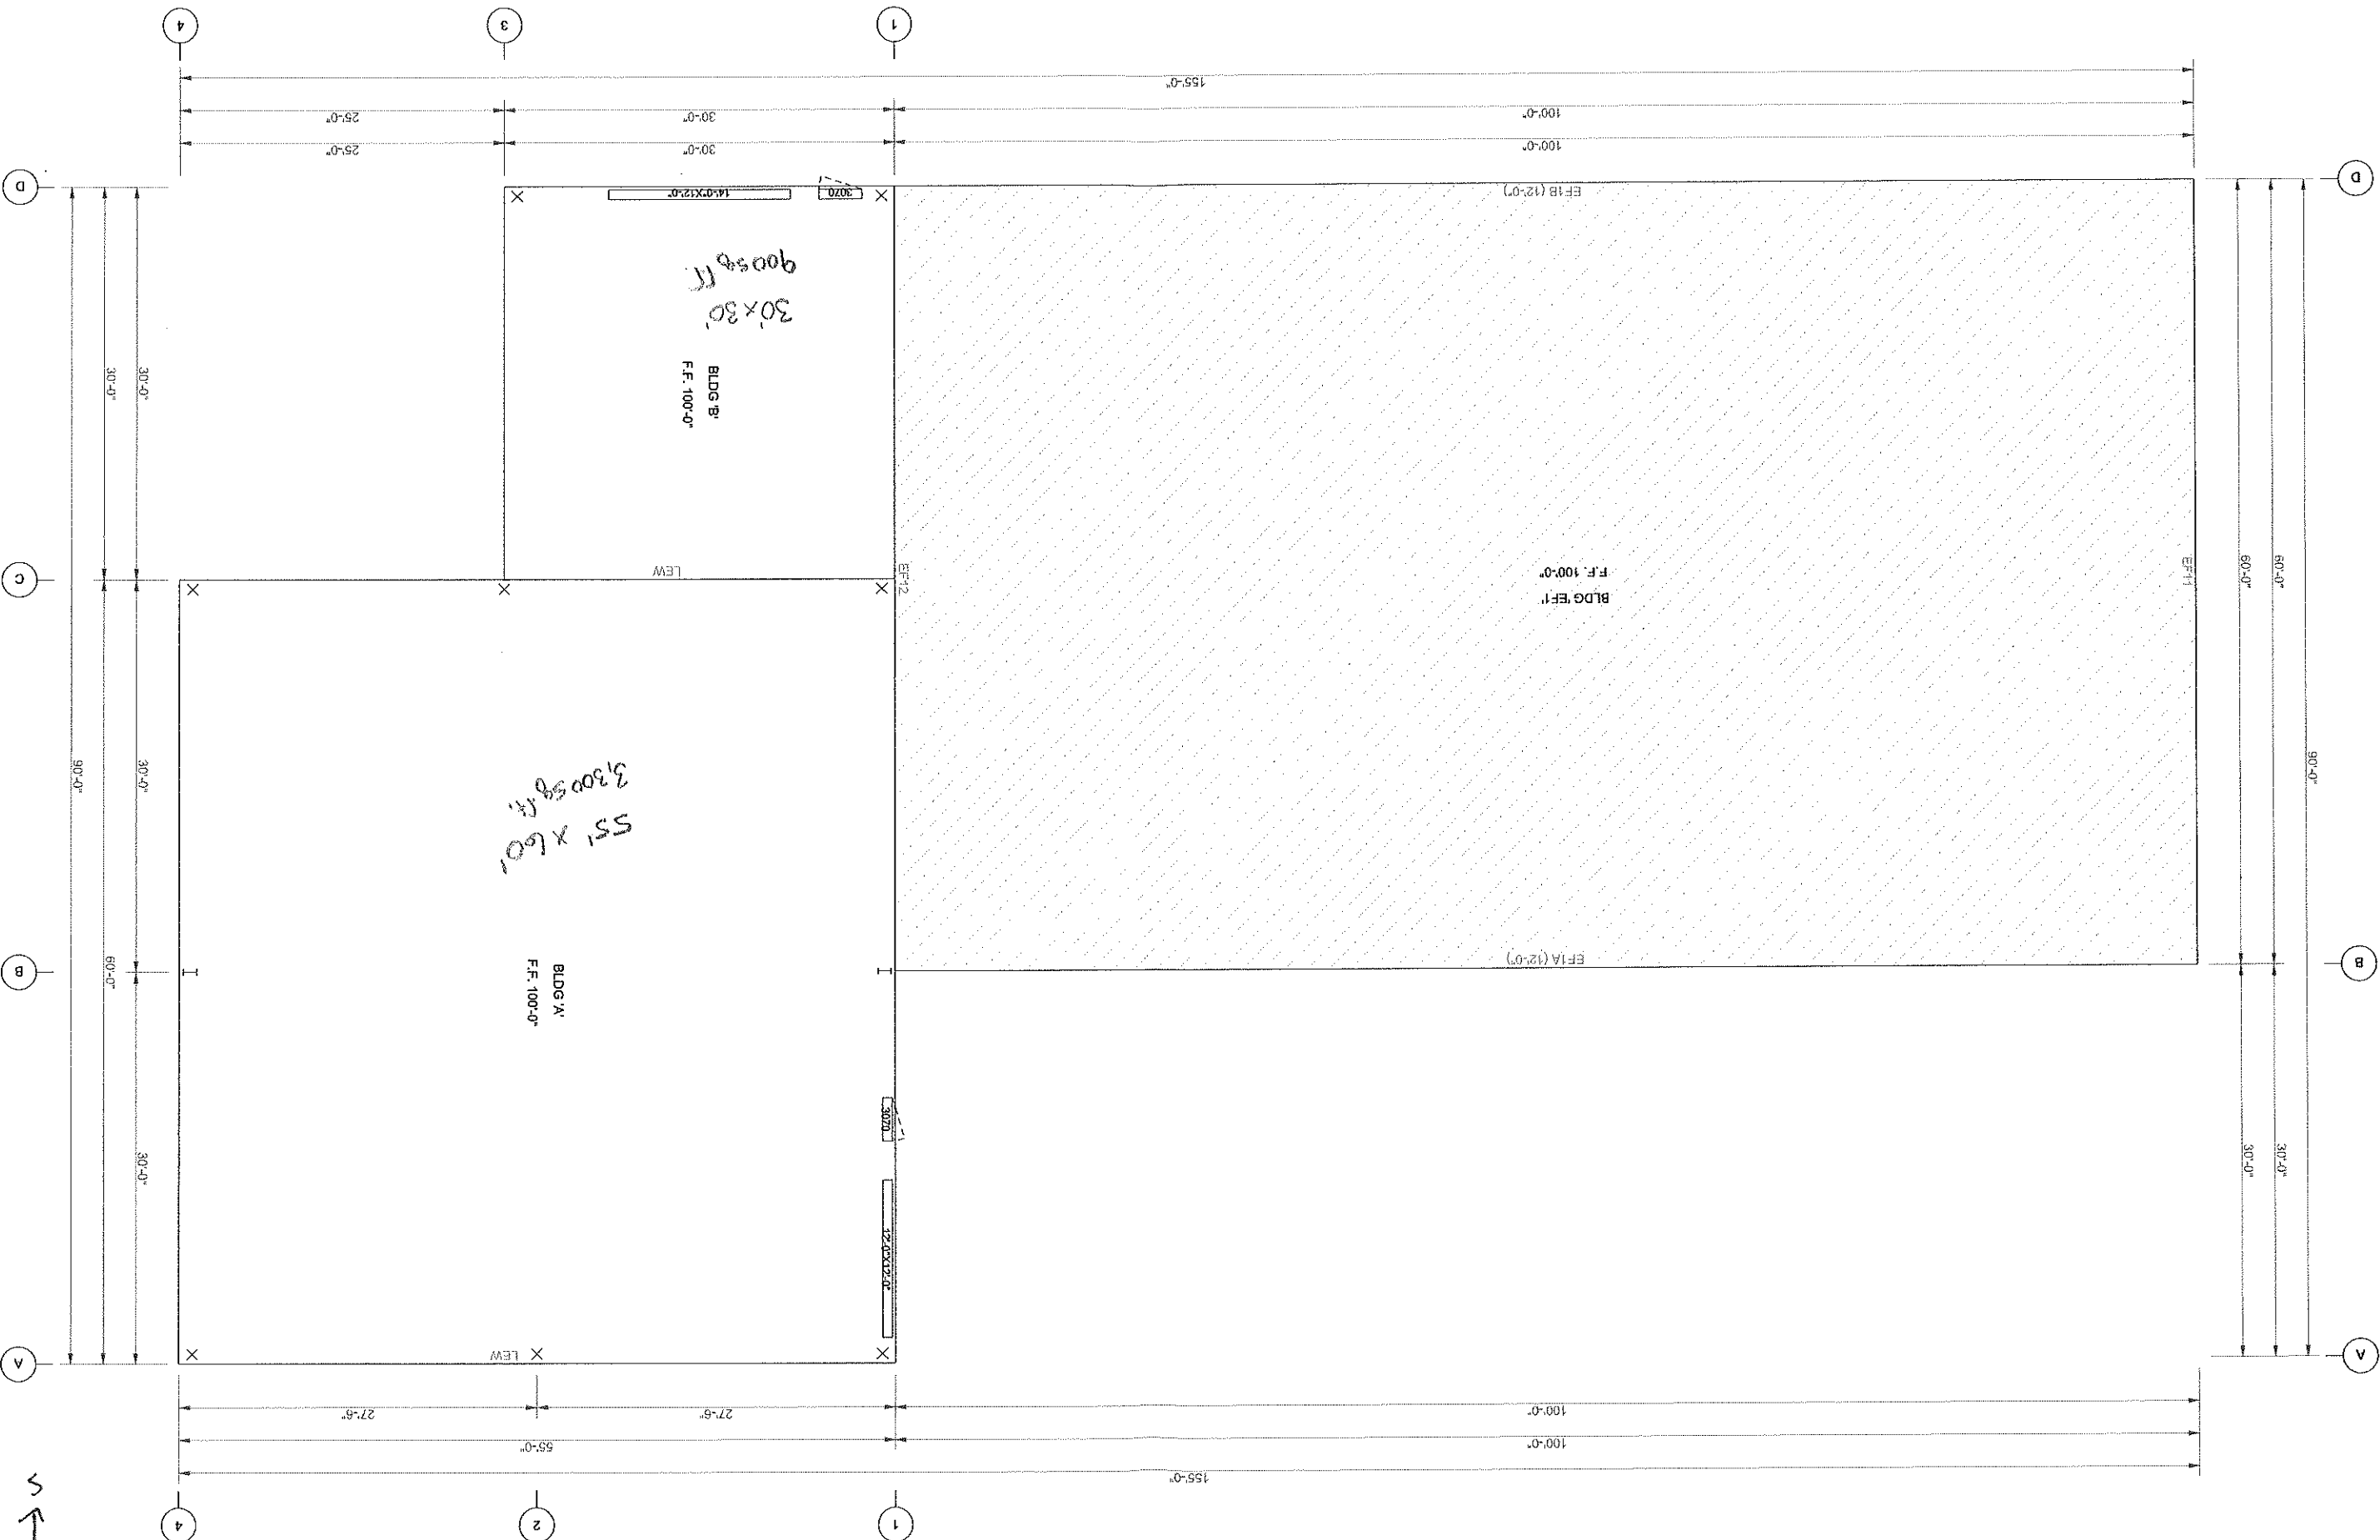 1 2 4
S
155'-0"
100'-0" 55'-0"
100'-0" 27'-6" 27'-6"
A A
LEW
12'-0"X12'-0"
30'-0" 30'-0" 30'-0"
3070
BLDG 'A'
F.F. 100'-0"
B B
60'-0"
EF1A (12'-0")
55' x 60'
3,300 sq ft.
90'-0" 30'-0" 90'-0"
BLDG 'EF1'
F.F. 100'-0"
60'-0" 60'-0"
EF11
EF12
LEW
C
BLDG 'B'
F.F. 100'-0"
30'-0" 30'-0"
30'x30'
900 sq ft.
EF1B (12'-0")
3070
14'-0"X12'-0"
D D
100'-0" 30'-0" 25'-0"
100'-0" 30'-0" 25'-0"
155'-0"
1 3 4